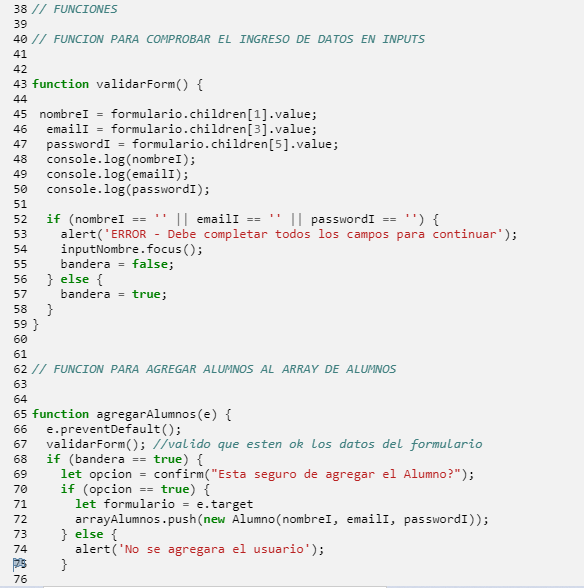 38 // FUNCIONES
39
40 // FUNCION PARA COMPROBAR EL INGRESO DE DATOS EN INPUTS
41
42
43 function validarForm() {
44
45 nombreI = formulario.children[1].value;
46 emailI = formulario.children[3].value;
47 passwordI = formulario.children[5].value;
48 console.log(nombreI);
49 console.log(emailI);
50 console.log(passwordI);
51
52 if (nombreI == '' || emailI == '' || passwordI == '') {
53 alert('ERROR - Debe completar todos los campos para continuar');
54 inputNombre.focus();
55 bandera = false;
56 } else {
57 bandera = true;
58 }
59 }
60
61
62 // FUNCION PARA AGREGAR ALUMNOS AL ARRAY DE ALUMNOS
63
64
65 function agregarAlumnos(e) {
66 e.preventDefault();
67 validarForm(); //valido que esten ok los datos del formulario
68 if (bandera == true) {
69 let opcion = confirm("Esta seguro de agregar el Alumno?");
70 if (opcion == true) {
71 let formulario = e.target
72 arrayAlumnos.push(new Alumno(nombreI, emailI, passwordI));
73 } else {
74 alert('No se agregara el usuario');
75 }
76